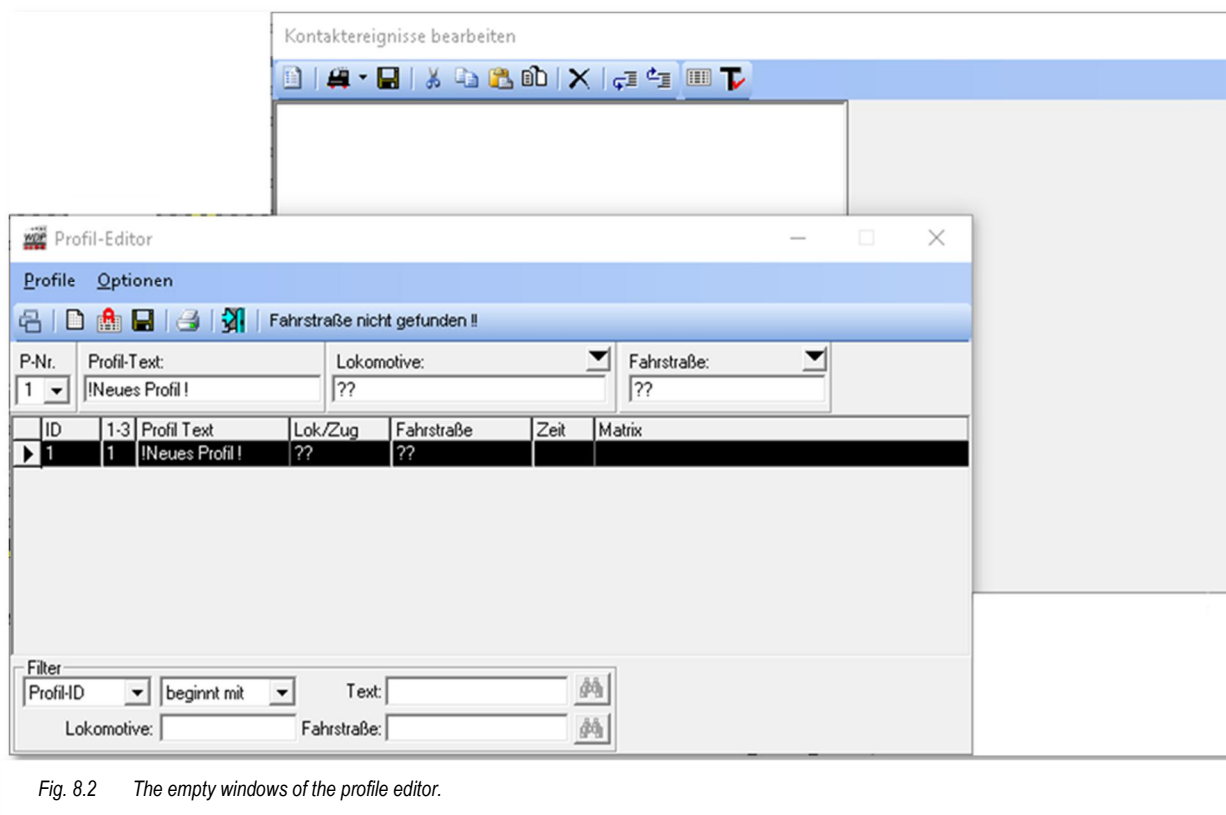 Kontaktereignisse bearbeiten
WDP Profil-Editor
Profile Optionen
Fahrstraße nicht gefunden !!
P-Nr. Profil-Text: Lokomotive: Fahrstraße:
1 !Neues Profil ! ?? ??
ID 1-3 Profil Text Lok/Zug Fahrstraße Zeit Matrix
1 1 !Neues Profil ! ?? ??
Filter
Profil-ID beginnt mit Text:
Lokomotive: Fahrstraße:
Fig. 8.2 The empty windows of the profile editor.